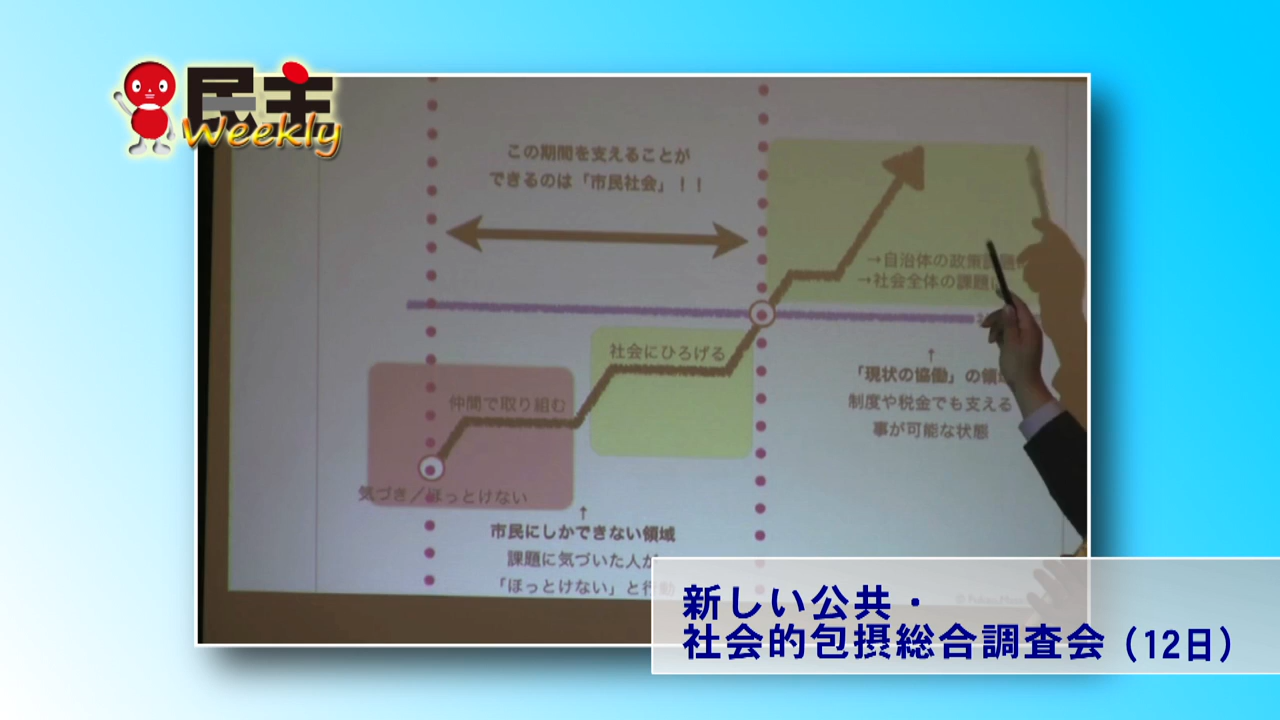 民主
Weekly
この期間を支えることが
できるのは「市民社会」！！
→自治体の政策
→社会全体の課題
社会にひろげる
↑
「現状の協働」の領域
仲間で取り組む
制度や税金でも支える
事が可能な状態
気づき／ほっとけない
↑
市民にしかできない領域
課題に気づいた人が
「ほっとけない」と行動
新しい公共・
社会的包摂総合調査会（12日）